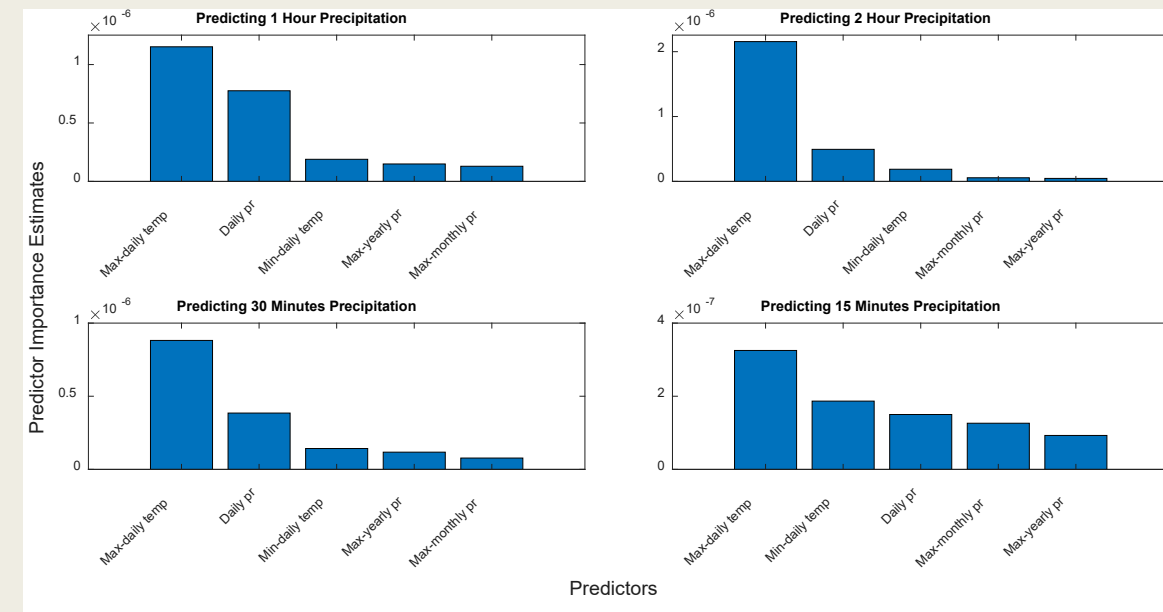 Predictor Importance Estimates
Predicting 1 Hour Precipitation
× 10 -6
1
0.5
0
Max-daily temp
Daily pr
Min-daily temp
Max-yearly pr
Max-monthly pr
Predicting 2 Hour Precipitation
× 10 -6
2
1
0
Max-daily temp
Daily pr
Min-daily temp
Max-monthly pr
Max-yearly pr
Predicting 30 Minutes Precipitation
× 10 -6
1
0.5
0
Max-daily temp
Daily pr
Min-daily temp
Max-yearly pr
Max-monthly pr
Predicting 15 Minutes Precipitation
× 10 -7
4
2
0
Max-daily temp
Min-daily temp
Daily pr
Max-monthly pr
Max-yearly pr
Predictors